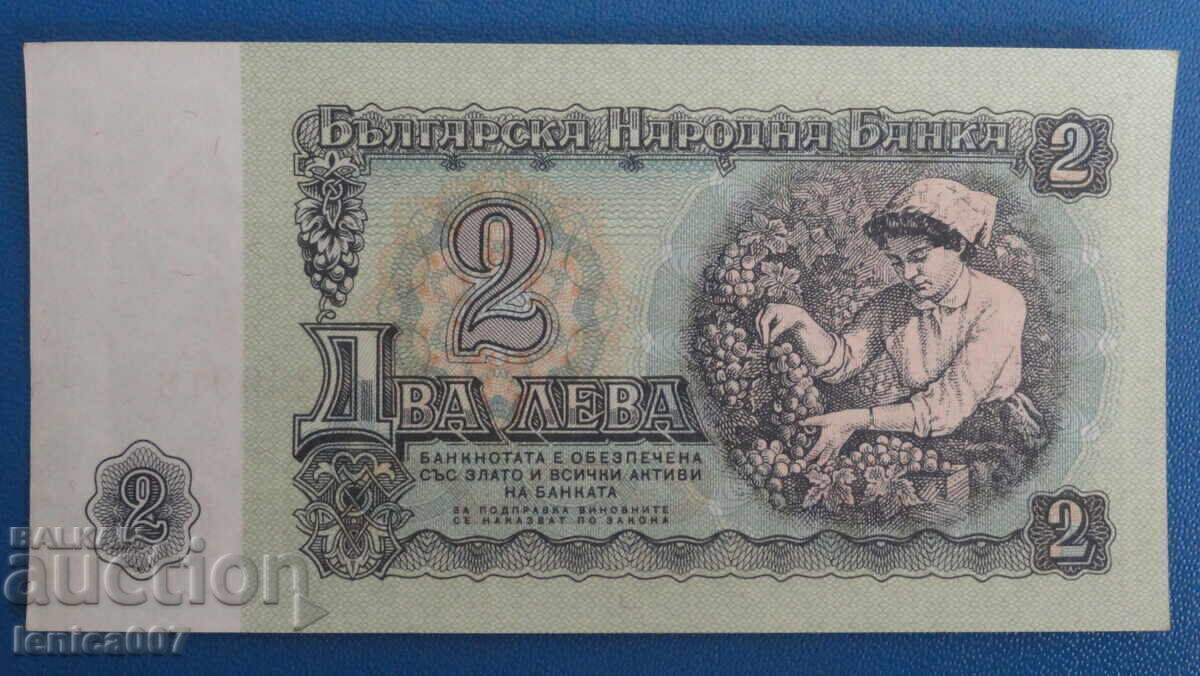 БЪЛГАРСКА НАРОДНА БАНКА 2
2
ДВА ЛЕВА
БАНКНОТАТА Е ОБЕЗПЕЧЕНА
СЪС ЗЛАТО И ВСИЧКИ АКТИВИ
НА БАНКАТА
ЗА ПОДПРАВКА ВИНОВНИТЕ
СЕ НАКАЗВАТ ПО ЗАКОНА
2
2
BALKAN
auction
lenica007